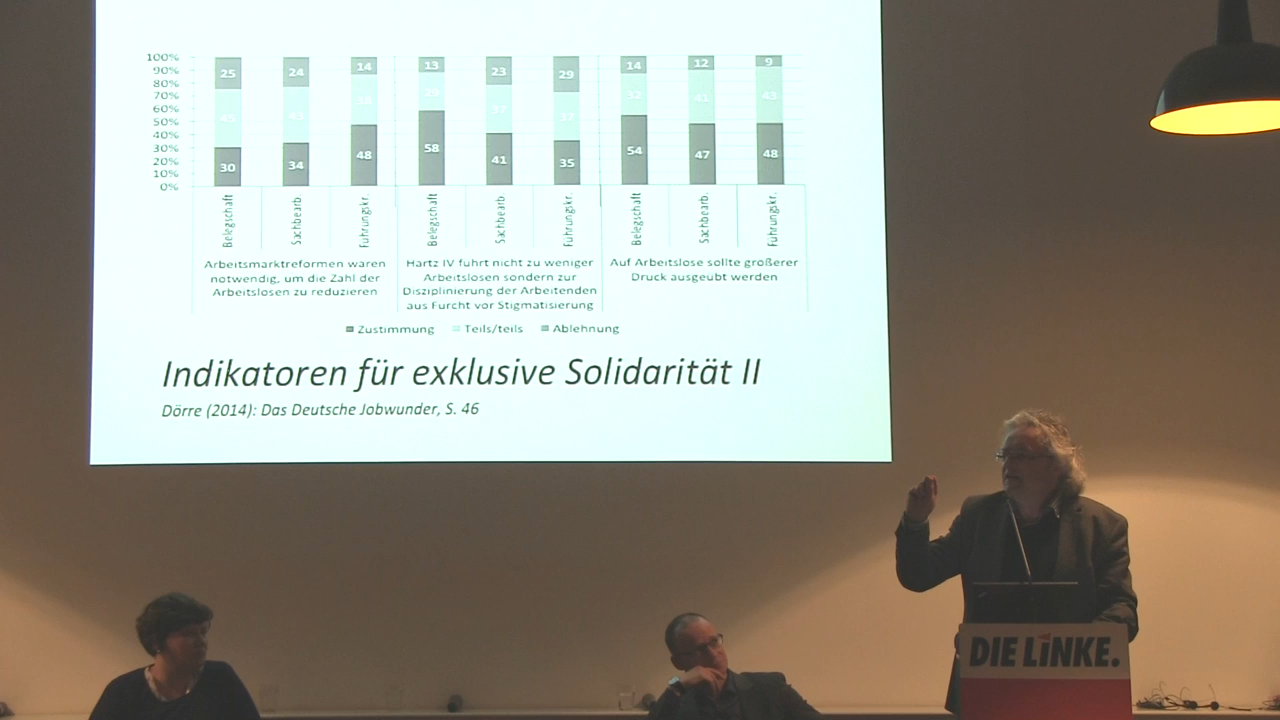 100%
90%
80%
70%
60%
50%
40%
30%
20%
10%
0%
25 24 14 13 23 29 14 12 9
45 43 38 29 37 37 32 41 43
30 34 48 58 41 35 54 47 48
Belegschaft Sachbearb. Führungskr. Belegschaft Sachbearb. Führungskr. Belegschaft Sachbearb. Führungskr.
Arbeitsmarktreformen waren
notwendig, um die Zahl der
Arbeitslosen zu reduzieren
Hartz IV führt nicht zu weniger
Arbeitslosen sondern zur
Disziplinierung der Arbeitenden
aus Furcht vor Stigmatisierung
Auf Arbeitslose sollte größerer
Druck ausgeübt werden
Zustimmung Teils/teils Ablehnung
Indikatoren für exklusive Solidarität II
Dörre (2014): Das Deutsche Jobwunder, S. 46
DIE LINKE.